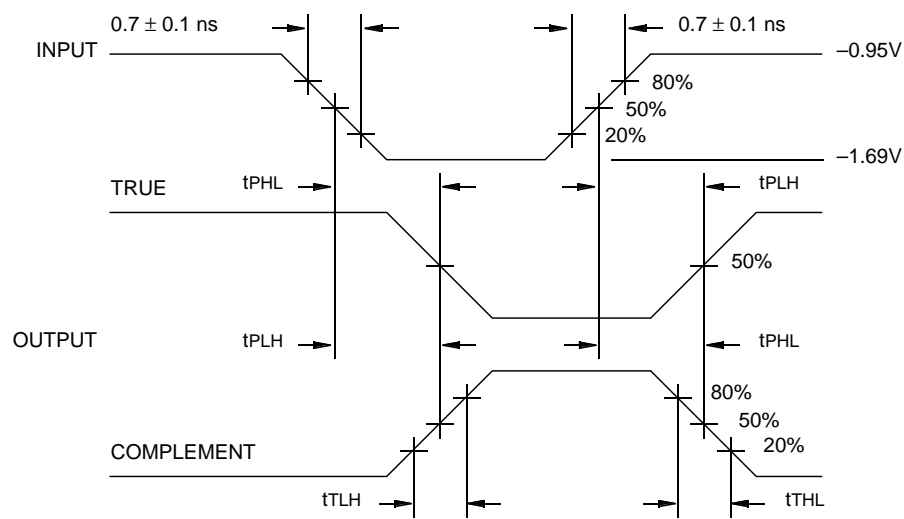 0.7 ± 0.1 ns
0.7 ± 0.1 ns
INPUT
–0.95V
80%
50%
20%
–1.69V
tPHL
tPLH
TRUE
50%
OUTPUT
tPLH
tPHL
80%
50%
COMPLEMENT
20%
tTLH
tTHL